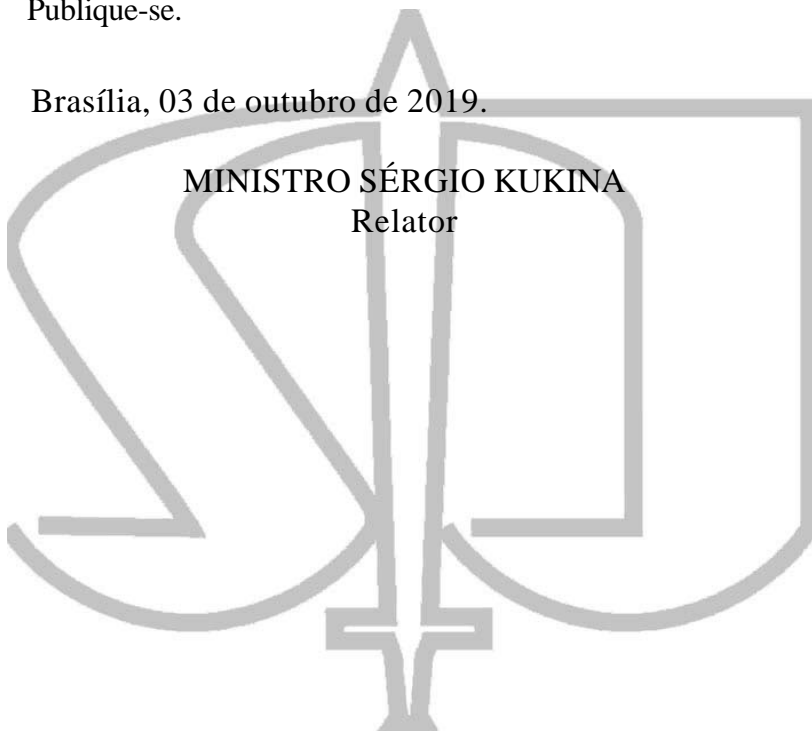 Publique-se.
Brasília, 03 de outubro de 2019.
MINISTRO SÉRGIO KUKINA
Relator